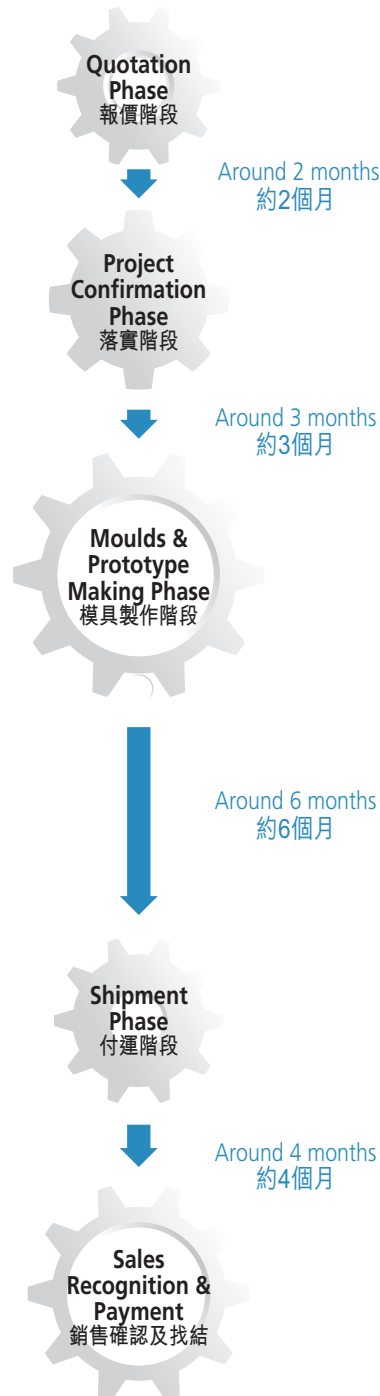 Quotation
Phase
報價階段
Around 2 months
約2個月
Project
Confirmation
Phase
落實階段
Around 3 months
約3個月
Moulds &
Prototype
Making Phase
模具製作階段
Around 6 months
約6個月
Shipment
Phase
付運階段
Around 4 months
約4個月
Sales
Recognition &
Payment
銷售確認及找結